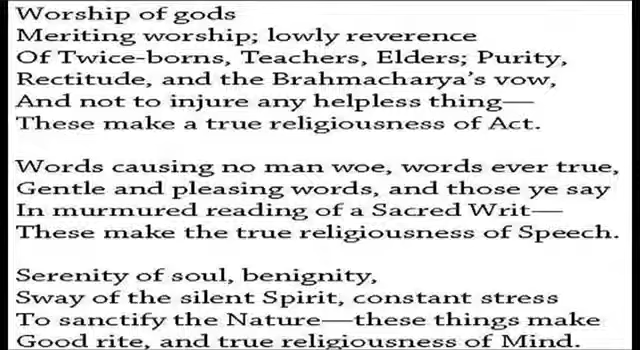 Worship of gods
Meriting worship; lowly reverence
Of Twice-borns, Teachers, Elders; Purity,
Rectitude, and the Brahmacharya's vow,
And not to injure any helpless thing—
These make a true religiousness of Act.
Words causing no man woe, words ever true,
Gentle and pleasing words, and those ye say
In murmured reading of a Sacred Writ—
These make the true religiousness of Speech.
Serenity of soul, benignity,
Sway of the silent Spirit, constant stress
To sanctify the Nature—these things make
Good rite, and true religiousness of Mind.